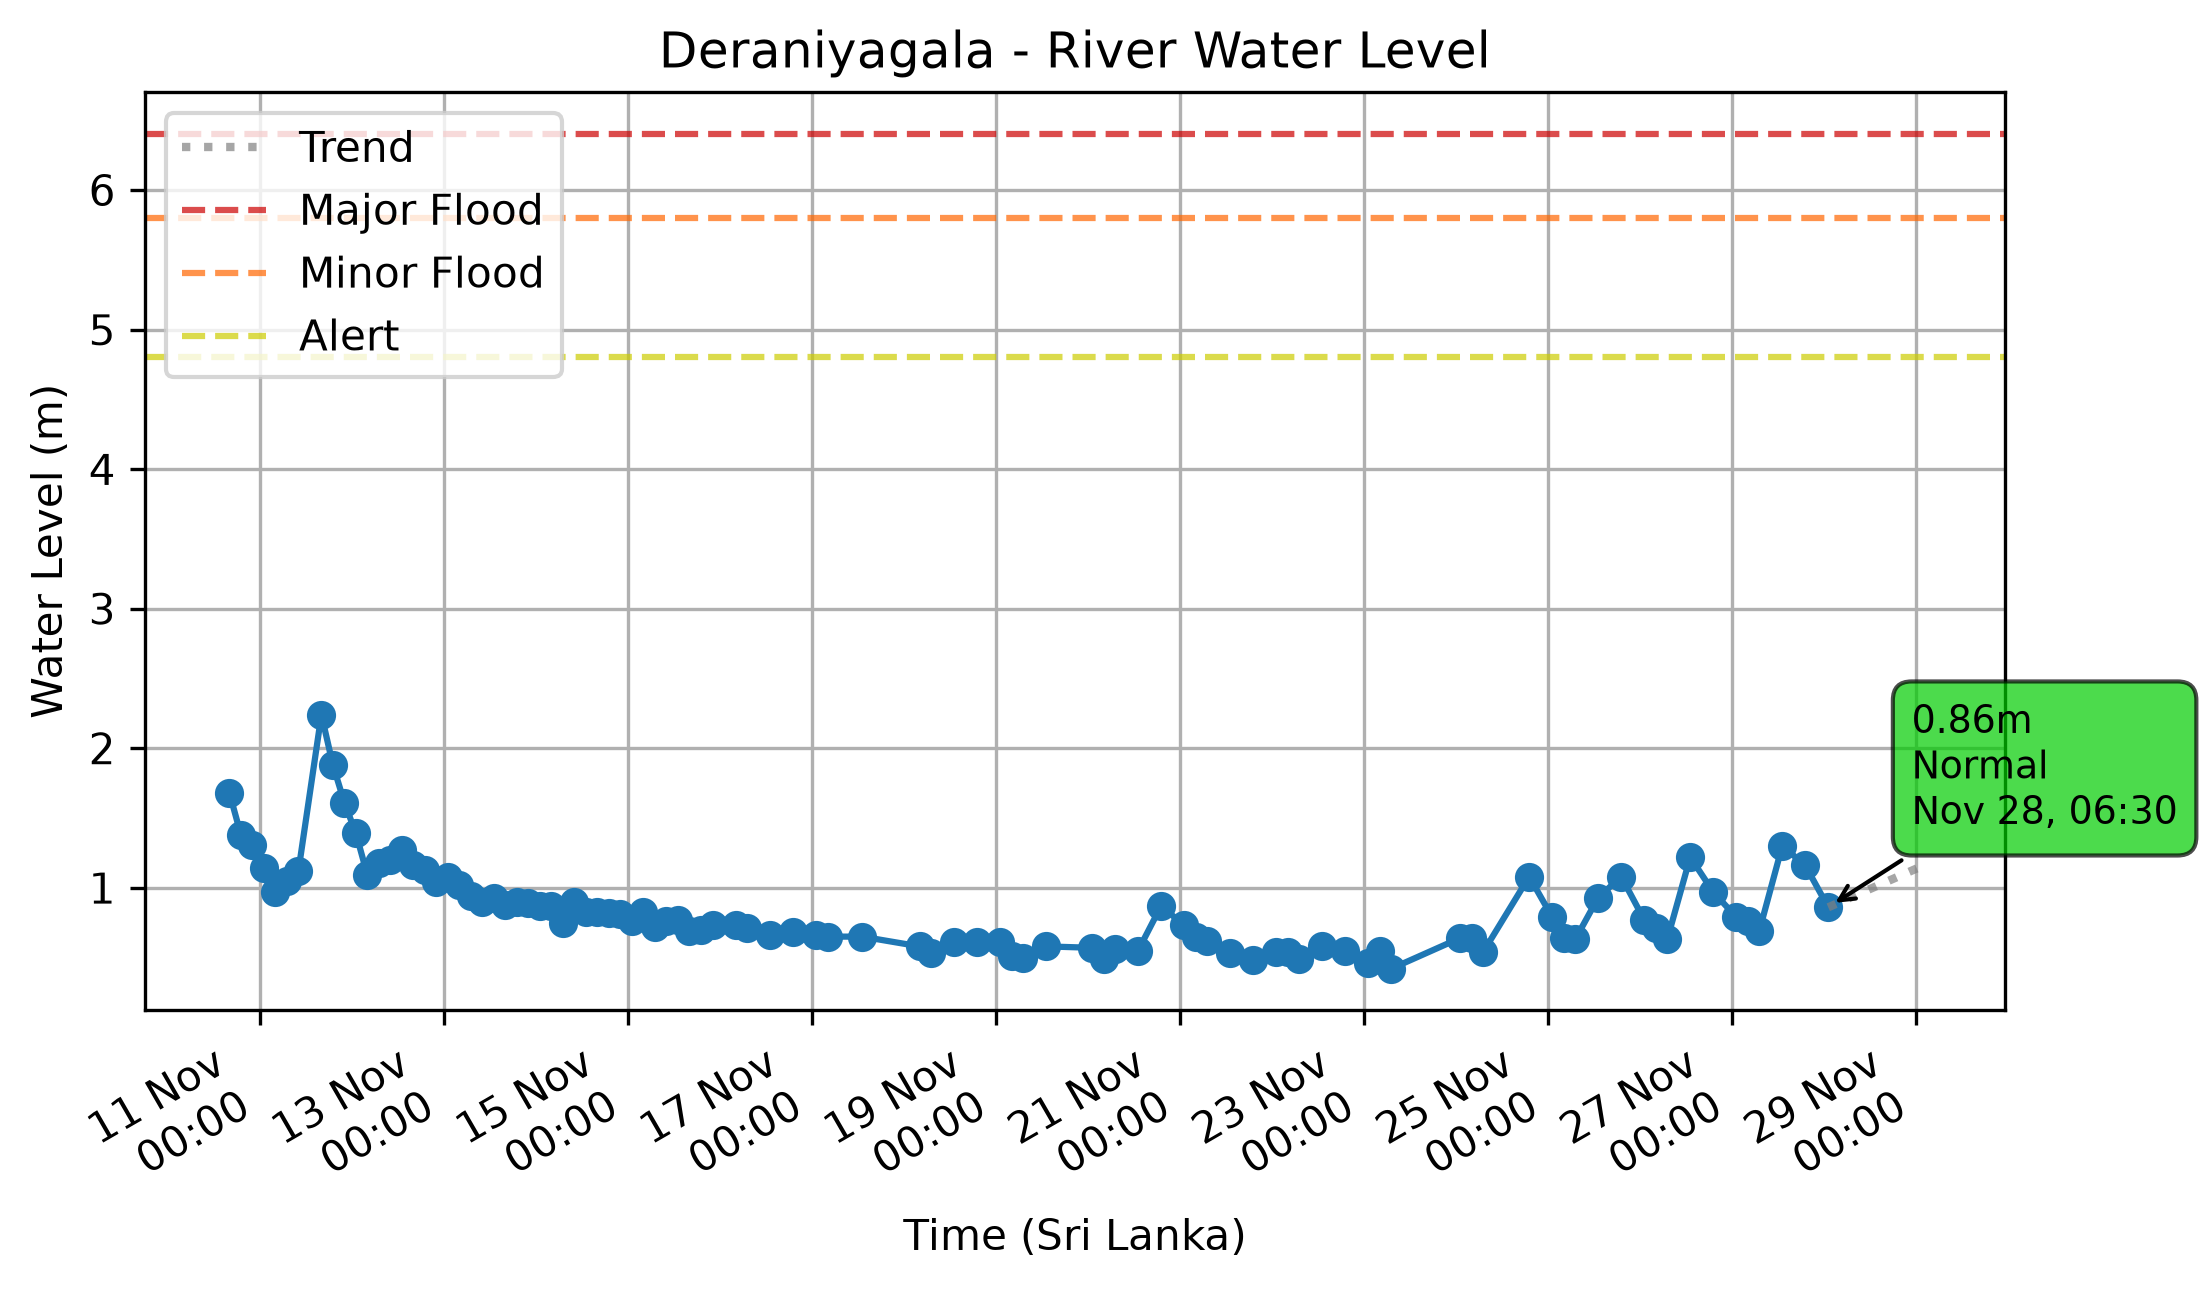 Deraniyagala - River Water Level
Trend
Major Flood
Minor Flood
Alert
Water Level (m)
6
5
4
3
2
1
0.86m
Normal
Nov 28, 06:30
11 Nov
00:00
13 Nov
00:00
15 Nov
00:00
17 Nov
00:00
19 Nov
00:00
21 Nov
00:00
23 Nov
00:00
25 Nov
00:00
27 Nov
00:00
29 Nov
00:00
Time (Sri Lanka)